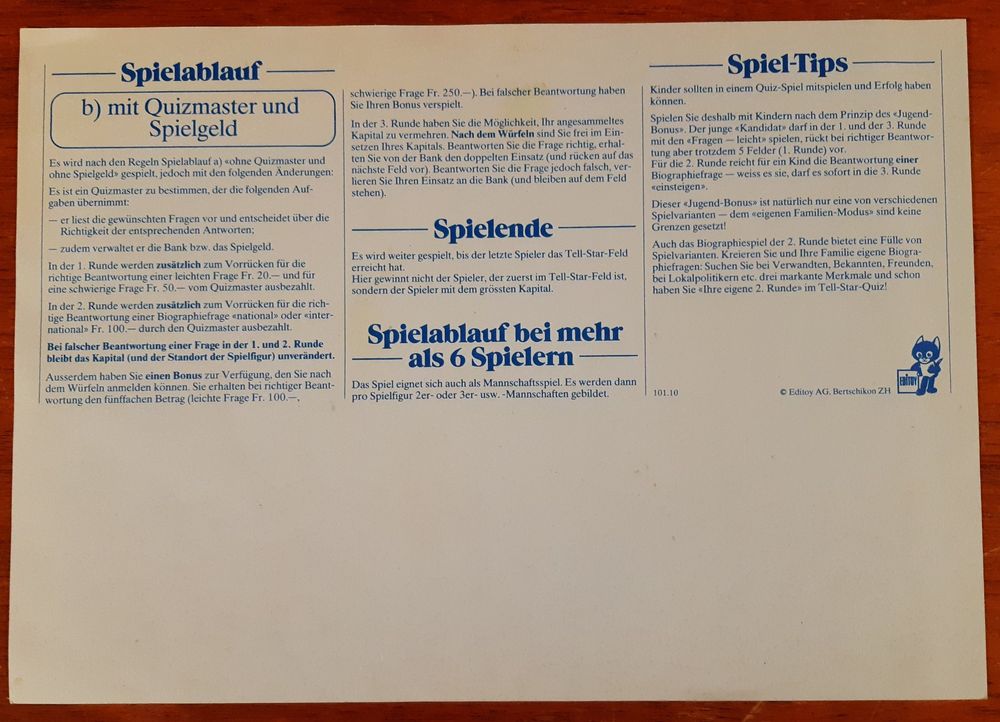 Spielablauf
b) mit Quizmaster und
Spielgeld
Es wird nach den Regeln Spielablauf a) «ohne Quizmaster und
ohne Spielgeld» gespielt, jedoch mit den folgenden Änderungen:
Es ist ein Quizmaster zu bestimmen, der die folgenden Auf-
gaben übernimmt:
— er liest die gewünschten Fragen vor und entscheidet über die
Richtigkeit der entsprechenden Antworten;
— zudem verwaltet er die Bank bzw. das Spielgeld.
In der 1. Runde werden zusätzlich zum Vorrücken für die
richtige Beantwortung einer leichten Frage Fr. 20.— und für
eine schwierige Frage Fr. 50.— vom Quizmaster ausbezahlt.
In der 2. Runde werden zusätzlich zum Vorrücken für die rich-
tige Beantwortung einer Biographiefrage «national» oder «inter-
national» Fr. 100.— durch den Quizmaster ausbezahlt.
Bei falscher Beantwortung einer Frage in der 1. und 2. Runde
bleibt das Kapital (und der Standort der Spielfigur) unverändert.
Ausserdem haben Sie einen Bonus zur Verfügung, den Sie nach
dem Würfeln anmelden können. Sie erhalten bei richtiger Beant-
wortung den fünffachen Betrag (leichte Frage Fr. 100.—,
schwierige Frage Fr. 250.—). Bei falscher Beantwortung haben
Sie Ihren Bonus verspielt.
In der 3. Runde haben Sie die Möglichkeit, Ihr angesammeltes
Kapital zu vermehren. Nach dem Würfeln sind Sie frei im Ein-
setzen Ihres Kapitals. Beantworten Sie die Frage richtig, erhal-
ten Sie von der Bank den doppelten Einsatz (und rücken auf das
nächste Feld vor). Beantworten Sie die Frage jedoch falsch, ver-
lieren Sie Ihren Einsatz an die Bank (und bleiben auf dem Feld
stehen).
Spielende
Es wird weiter gespielt, bis der letzte Spieler das Tell-Star-Feld
erreicht hat.
Hier gewinnt nicht der Spieler, der zuerst im Tell-Star-Feld ist,
sondern der Spieler mit dem grössten Kapital.
Spielablauf bei mehr
als 6 Spielern
Das Spiel eignet sich auch als Mannschaftsspiel. Es werden dann
pro Spielfigur 2er- oder 3er- usw. -Mannschaften gebildet.
Spiel-Tips
Kinder sollten in einem Quiz-Spiel mitspielen und Erfolg haben
können.
Spielen Sie deshalb mit Kindern nach dem Prinzip des «Jugend-
Bonus». Der junge «Kandidat» darf in der 1. und der 3. Runde
mit den «Fragen — leicht» spielen, rückt bei richtiger Beantwor-
tung aber trotzdem 5 Felder (1. Runde) vor.
Für die 2. Runde reicht für ein Kind die Beantwortung einer
Biographiefrage — weiss es sie, darf es sofort in die 3. Runde
«einsteigen».
Dieser «Jugend-Bonus» ist natürlich nur eine von verschiedenen
Spielvarianten — dem «eigenen Familien-Modus» sind keine
Grenzen gesetzt!
Auch das Biographiespiel der 2. Runde bietet eine Fülle von
Spielvarianten. Kreieren Sie und Ihre Familie eigene Biogra-
phiefragen: Suchen Sie bei Verwandten, Bekannten, Freunden,
bei Lokalpolitikern etc. drei markante Merkmale und schon
haben Sie «Ihre eigene 2. Runde» im Tell-Star-Quiz!
101.10
© Editoy AG, Bertschikon ZH
EDITOY